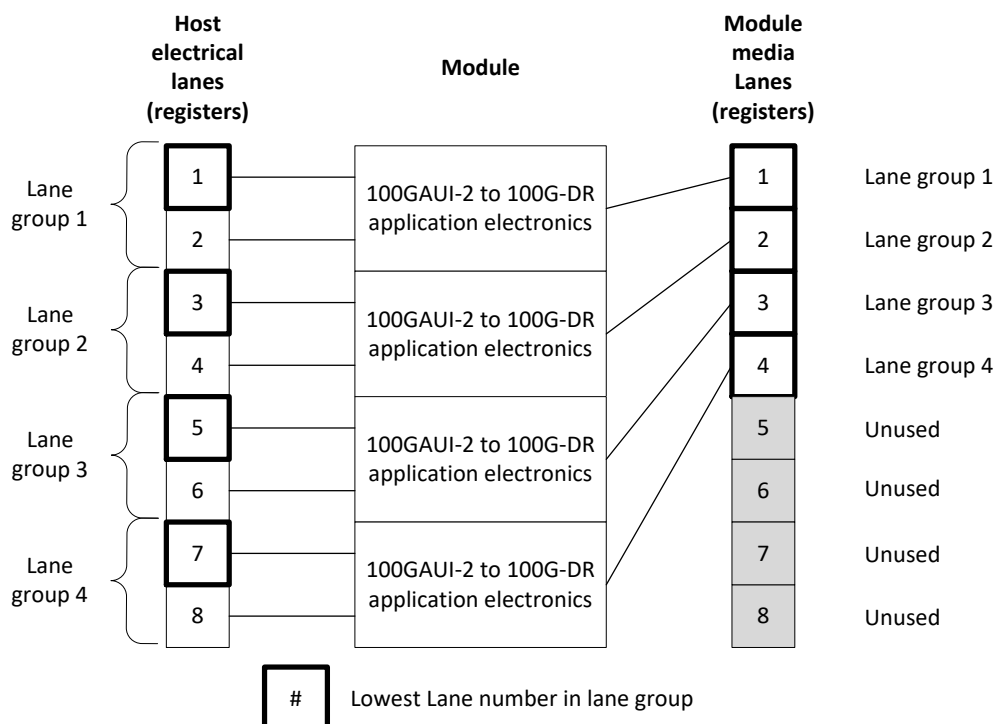 Host
electrical
lanes
(registers)
Module
Module
media
Lanes
(registers)
Lane
group 1
1
2
100GAUI-2 to 100G-DR
application electronics
1
Lane group 1
2
Lane group 2
Lane
group 2
3
4
100GAUI-2 to 100G-DR
application electronics
3
Lane group 3
4
Lane group 4
Lane
group 3
5
6
100GAUI-2 to 100G-DR
application electronics
5
Unused
6
Unused
Lane
group 4
7
8
100GAUI-2 to 100G-DR
application electronics
7
Unused
8
Unused
#
Lowest Lane number in lane group